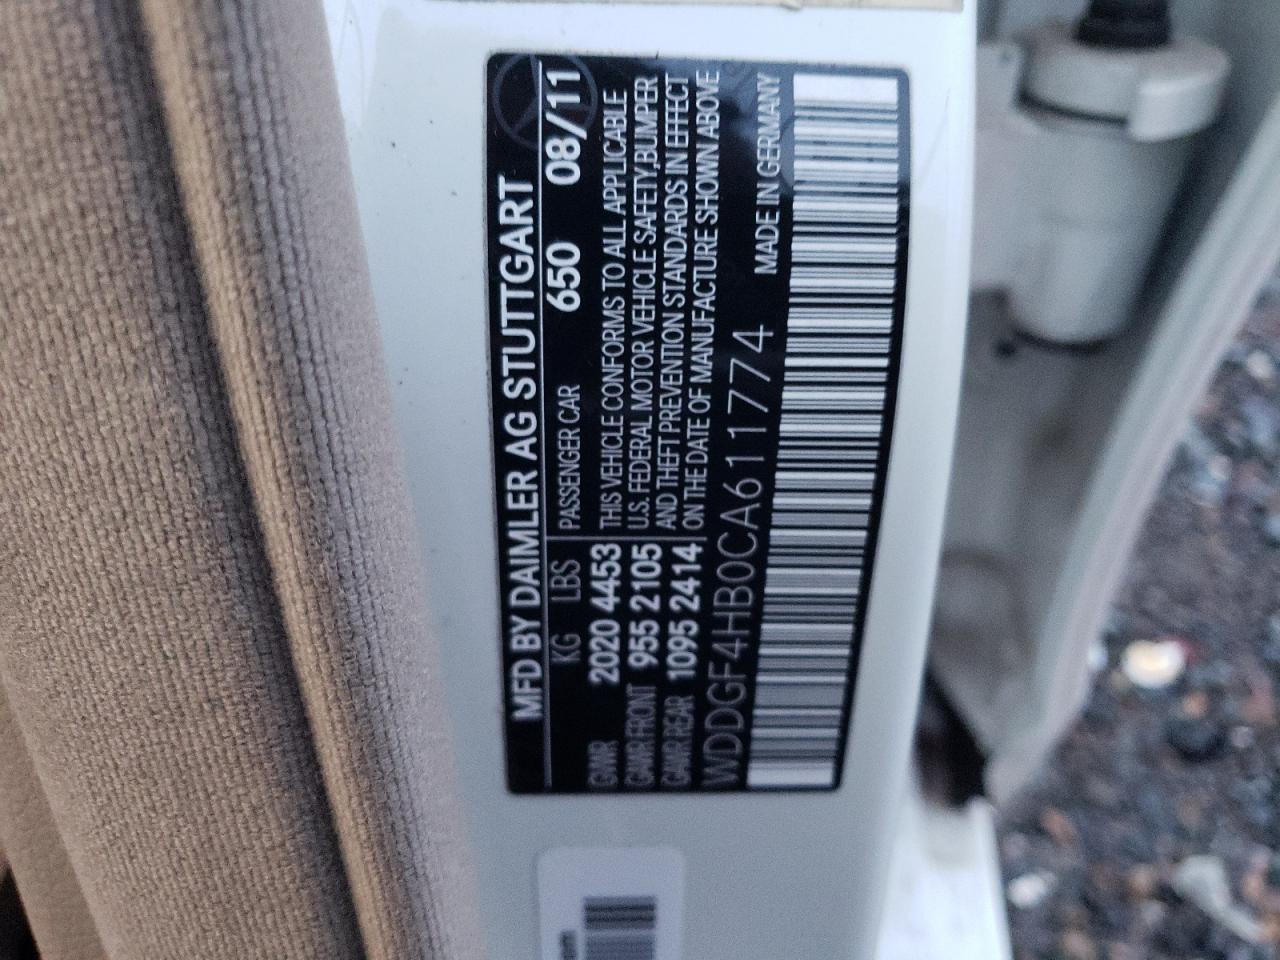 MFD BY DAIMLER AG STUTTGART
KG LBS PASSENGER CAR 650 08/11
GVWR 2020 4453 THIS VEHICLE CONFORMS TO ALL APPLICABLE
GAWR FRONT 955 2105 U.S. FEDERAL MOTOR VEHICLE SAFETY,BUMPER
GAWR REAR 1095 2414 AND THEFT PREVENTION STANDARDS IN EFFECT
ON THE DATE OF MANUFACTURE SHOWN ABOVE
WDDGF4HB0CA611774 MADE IN GERMANY